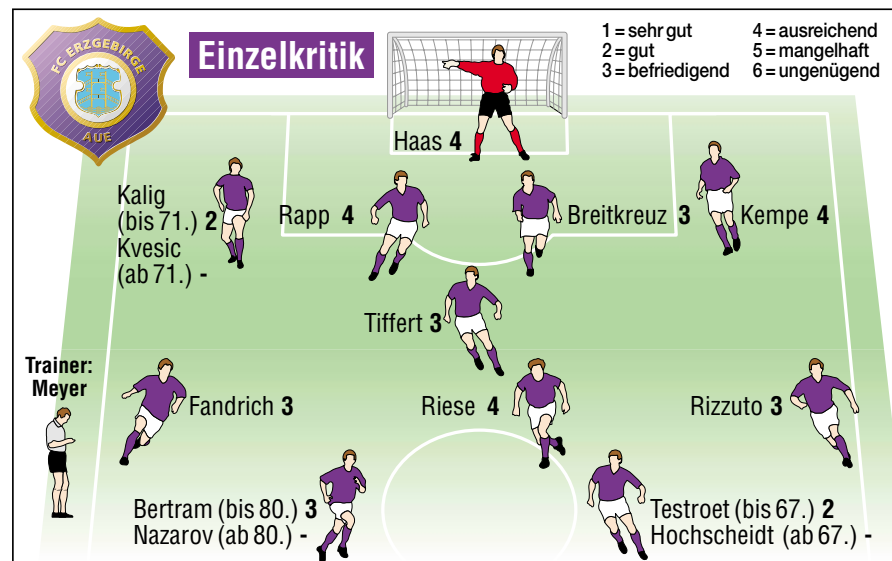 FC ERZGEBIRGE
AUE
Einzelkritik
1 = sehr gut
2 = gut
3 = befriedigend
4 = ausreichend
5 = mangelhaft
6 = ungenügend
Haas 4
Kalig
(bis 71.) 2
Kvesic
(ab 71.) -
Rapp 4
Breitkreuz 3
Kempe 4
Tiffert 3
Trainer:
Meyer
Fandrich 3
Riese 4
Rizzuto 3
Bertram (bis 80.) 3
Nazarov (ab 80.) -
Testroet (bis 67.) 2
Hochscheidt (ab 67.) -